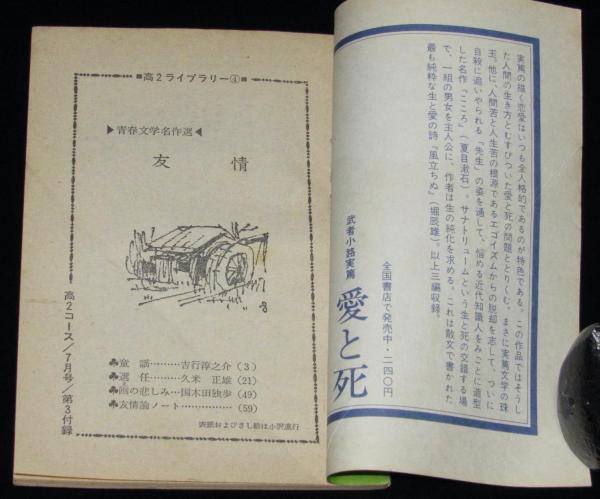 実篤の描く恋愛はいつも全人格的であるのが特色である。この作品ではそうし
た人間の生き方とむすびついた愛と死の問題ととりくむ、まさに実篤文学の珠
玉。他に、人間苦と人生苦の根源であるエゴイズムからの脱却を志して、ついに
自殺に追いやられる「先生」の姿を通して、悩める近代知識人をみごとに造型
した名作『こころ』(夏目漱石)。サナトリュームという生と死の交錯する場
で、一組の男女を主人公に、作者は生の純化を求める。これは散文で書かれた
最も純粋な生と愛の詩『風立ちぬ』(堀辰雄)。以上三編収録。
全国書店で発売中・二四〇円
武者小路実篤
愛と死
■高2ライブラリー④■
▶青春文学名作選◀
友情
♣童謡………吉行淳之介(3)
♣選任………久米正雄(21)
♣画の悲しみ…国木田独歩(49)
♣友情論ノート……………(59)
表紙およびさし絵は小沢良行
高2コース/7月号/第3付録